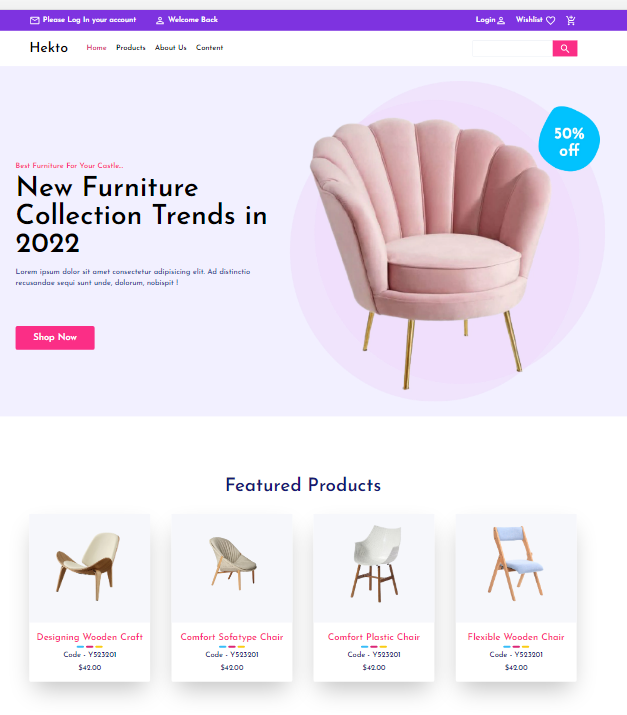 Please Log In your account Welcome Back Login Wishlist
Hekto Home Products About Us Content
50%
off
Best Furniture For Your Castle...
New Furniture
Collection Trends in
2022
Lorem ipsum dolor sit amet consectetur adipisicing elit. Ad distinctio
recusandae sequi sunt unde, dolorum, nobispit !
Shop Now
Featured Products
Designing Wooden Craft
Code - Y523201
$42.00
Comfort Sofatype Chair
Code - Y523201
$42.00
Comfort Plastic Chair
Code - Y523201
$42.00
Flexible Wooden Chair
Code - Y523201
$42.00